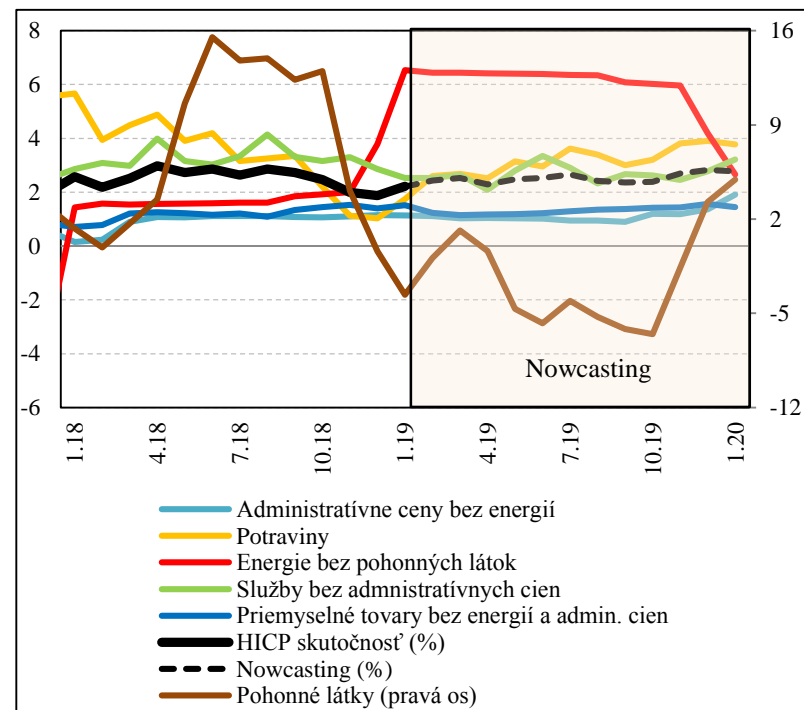 8
6
4
2
0
-2
-4
-6
16
9
2
-5
-12
Nowcasting
1.18
4.18
7.18
10.18
1.19
4.19
7.19
10.19
1.20
Administratívne ceny bez energií
Potraviny
Energie bez pohonných látok
Služby bez admnistratívnych cien
Priemyselné tovary bez energií a admin. cien
HICP skutočnosť (%)
Nowcasting (%)
Pohonné látky (pravá os)